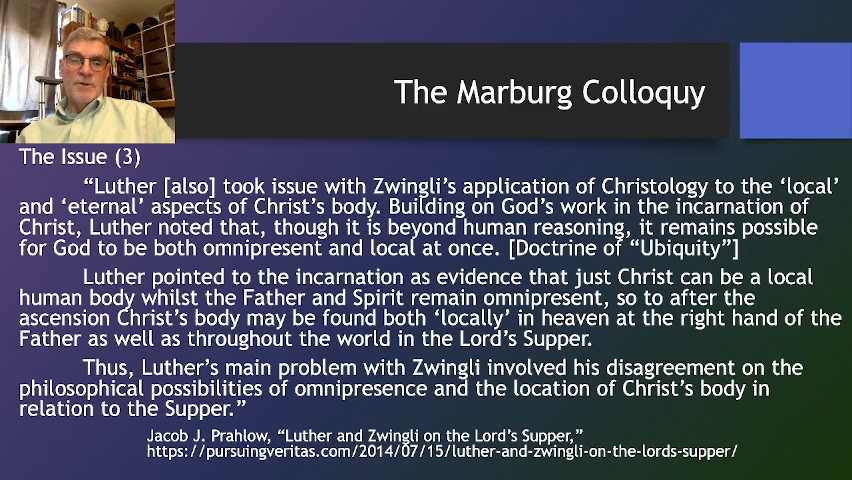 The Marburg Colloquy
The Issue (3)
“Luther [also] took issue with Zwingli’s application of Christology to the ‘local’
and ‘eternal’ aspects of Christ’s body. Building on God’s work in the incarnation of
Christ, Luther noted that, though it is beyond human reasoning, it remains possible
for God to be both omnipresent and local at once. [Doctrine of “Ubiquity”]
Luther pointed to the incarnation as evidence that just Christ can be a local
human body whilst the Father and Spirit remain omnipresent, so to after the
ascension Christ’s body may be found both ‘locally’ in heaven at the right hand of the
Father as well as throughout the world in the Lord’s Supper.
Thus, Luther’s main problem with Zwingli involved his disagreement on the
philosophical possibilities of omnipresence and the location of Christ’s body in
relation to the Supper.”
Jacob J. Prahlow, “Luther and Zwingli on the Lord’s Supper,”
https://pursuingveritas.com/2014/07/15/luther-and-zwingli-on-the-lords-supper/